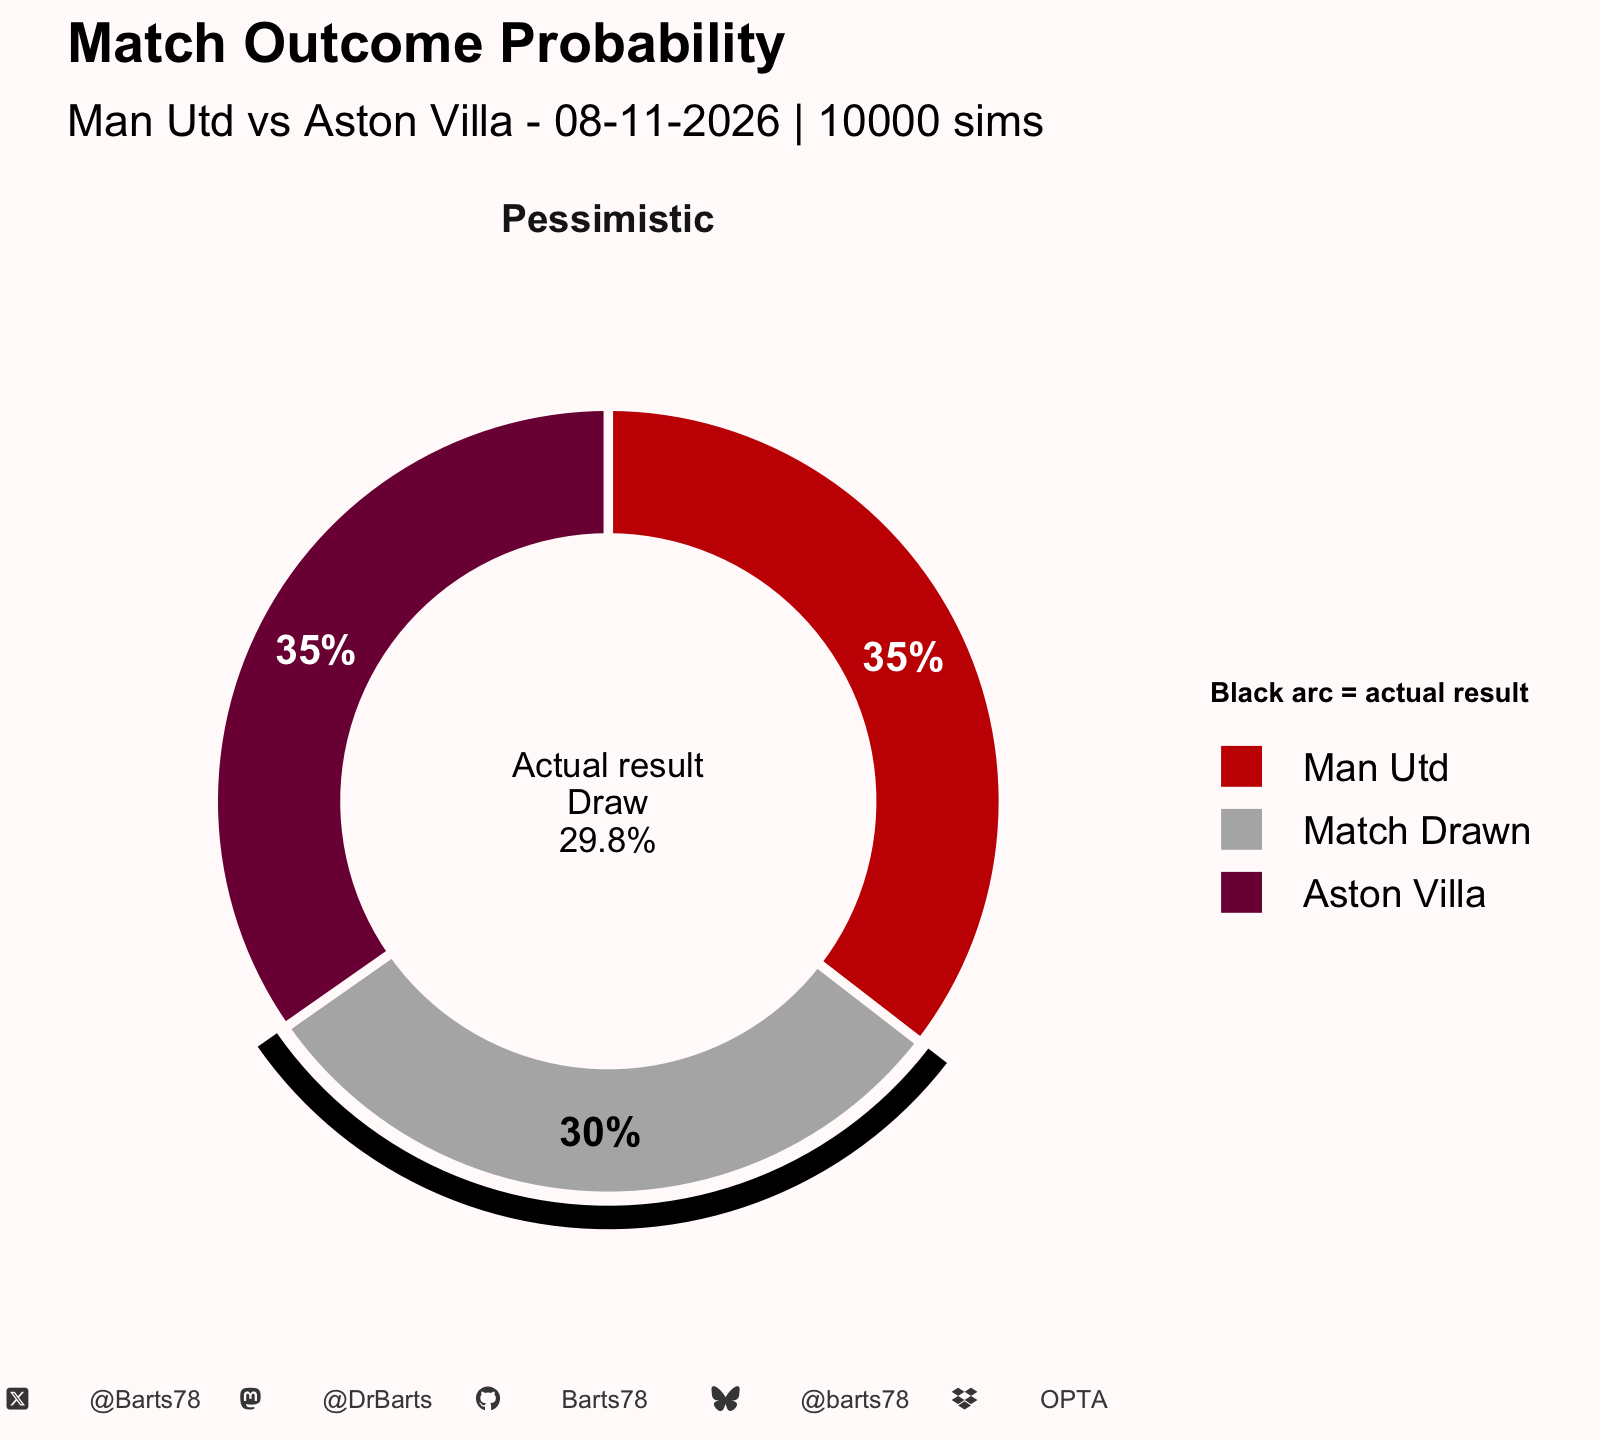 Match Outcome Probability
Man Utd vs Aston Villa - 08-11-2026 | 10000 sims
Pessimistic
35%
35%
Actual result
Draw
29.8%
30%
Black arc = actual result
Man Utd
Match Drawn
Aston Villa
@Barts78 @DrBarts Barts78 @barts78 OPTA